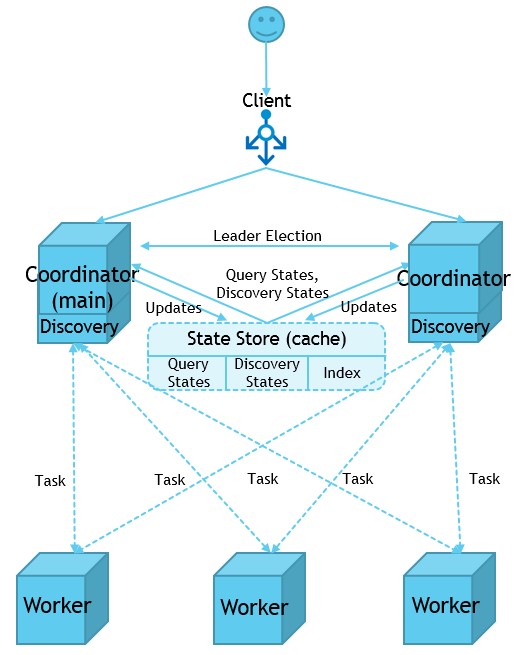 Client
Leader Election
Coordinator
(main)
Discovery
Query States,
Discovery States
Coordinator
Discovery
Updates
Updates
State Store (cache)
Query
States
Discovery
States
Index
Task
Task
Task
Task
Task
Worker
Worker
Worker